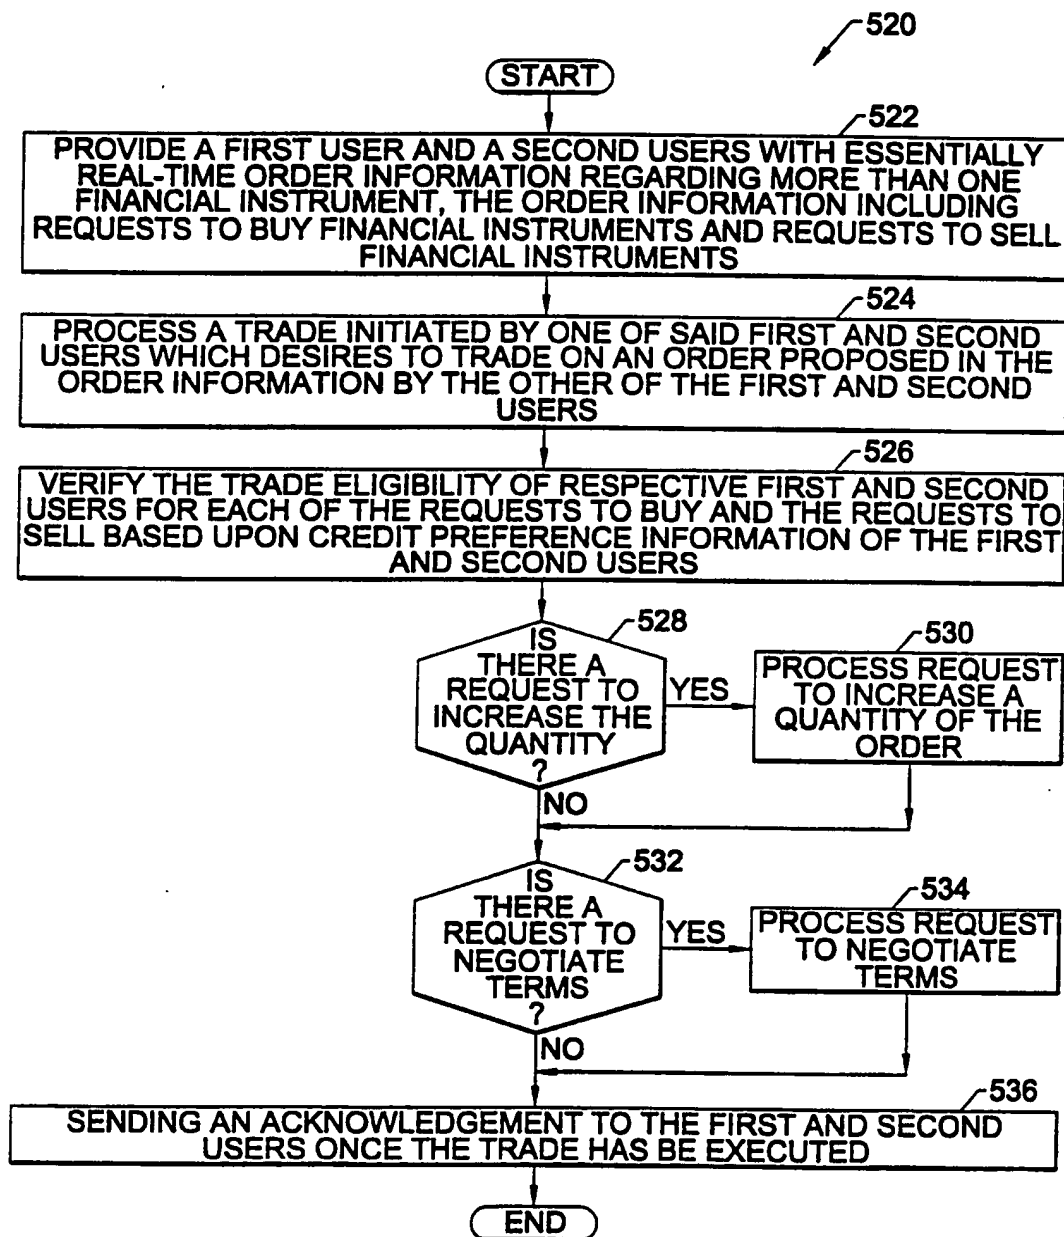 520
START
522
PROVIDE A FIRST USER AND A SECOND USERS WITH ESSENTIALLY
REAL-TIME ORDER INFORMATION REGARDING MORE THAN ONE
FINANCIAL INSTRUMENT, THE ORDER INFORMATION INCLUDING
REQUESTS TO BUY FINANCIAL INSTRUMENTS AND REQUESTS TO SELL
FINANCIAL INSTRUMENTS
524
PROCESS A TRADE INITIATED BY ONE OF SAID FIRST AND SECOND
USERS WHICH DESIRES TO TRADE ON AN ORDER PROPOSED IN THE
ORDER INFORMATION BY THE OTHER OF THE FIRST AND SECOND
USERS
526
VERIFY THE TRADE ELIGIBILITY OF RESPECTIVE FIRST AND SECOND
USERS FOR EACH OF THE REQUESTS TO BUY AND THE REQUESTS TO
SELL BASED UPON CREDIT PREFERENCE INFORMATION OF THE FIRST
AND SECOND USERS
528
IS
THERE A
REQUEST TO
INCREASE THE
QUANTITY
?
YES
530
PROCESS REQUEST
TO INCREASE A
QUANTITY OF THE
ORDER
NO
532
IS
THERE A
REQUEST TO
NEGOTIATE
TERMS
?
YES
534
PROCESS REQUEST
TO NEGOTIATE
TERMS
NO
536
SENDING AN ACKNOWLEDGEMENT TO THE FIRST AND SECOND
USERS ONCE THE TRADE HAS BE EXECUTED
END